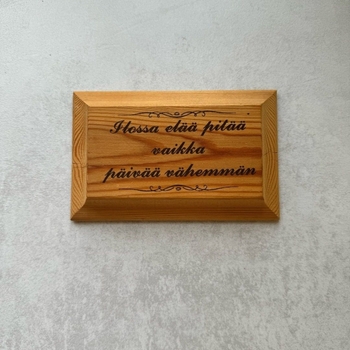 Ilossa elää pitää
vaikka
päivää vähemmän